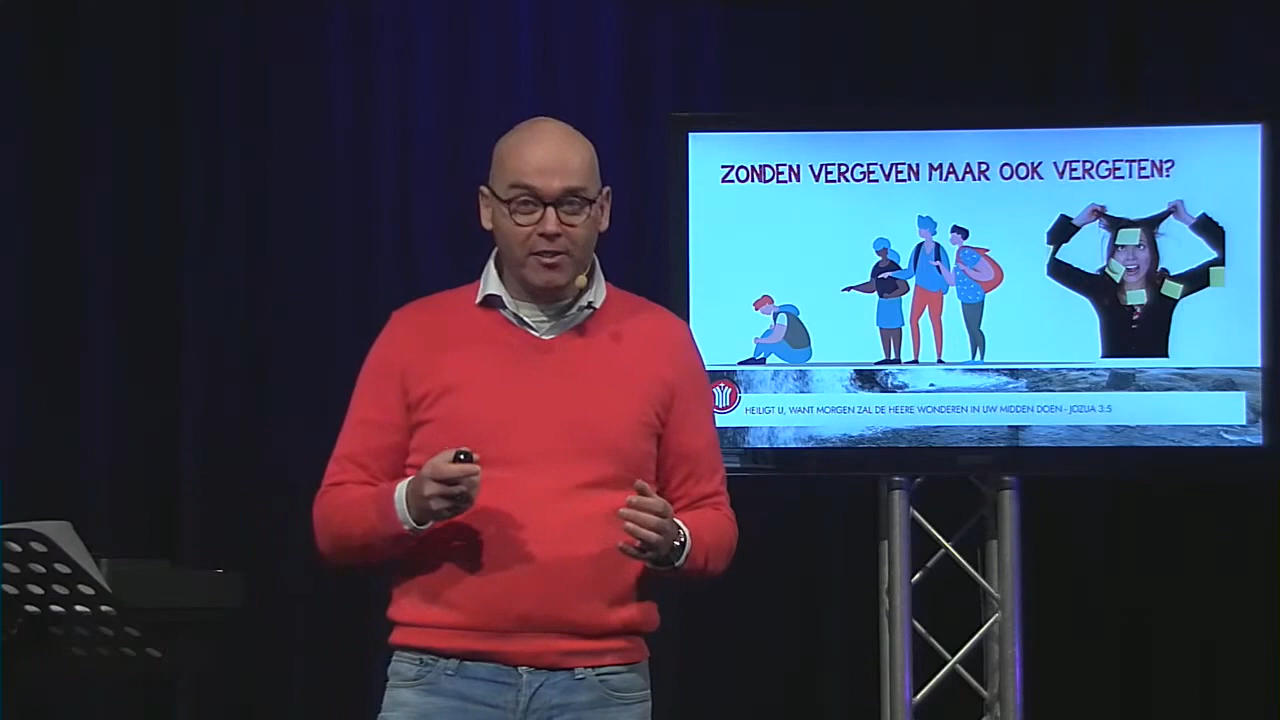 ZONDEN VERGEVEN MAAR OOK VERGETEN?
HEILIGT U, WANT MORGEN ZAL DE HEERE WONDEREN IN UW MIDDEN DOEN - JOZUA 3:5